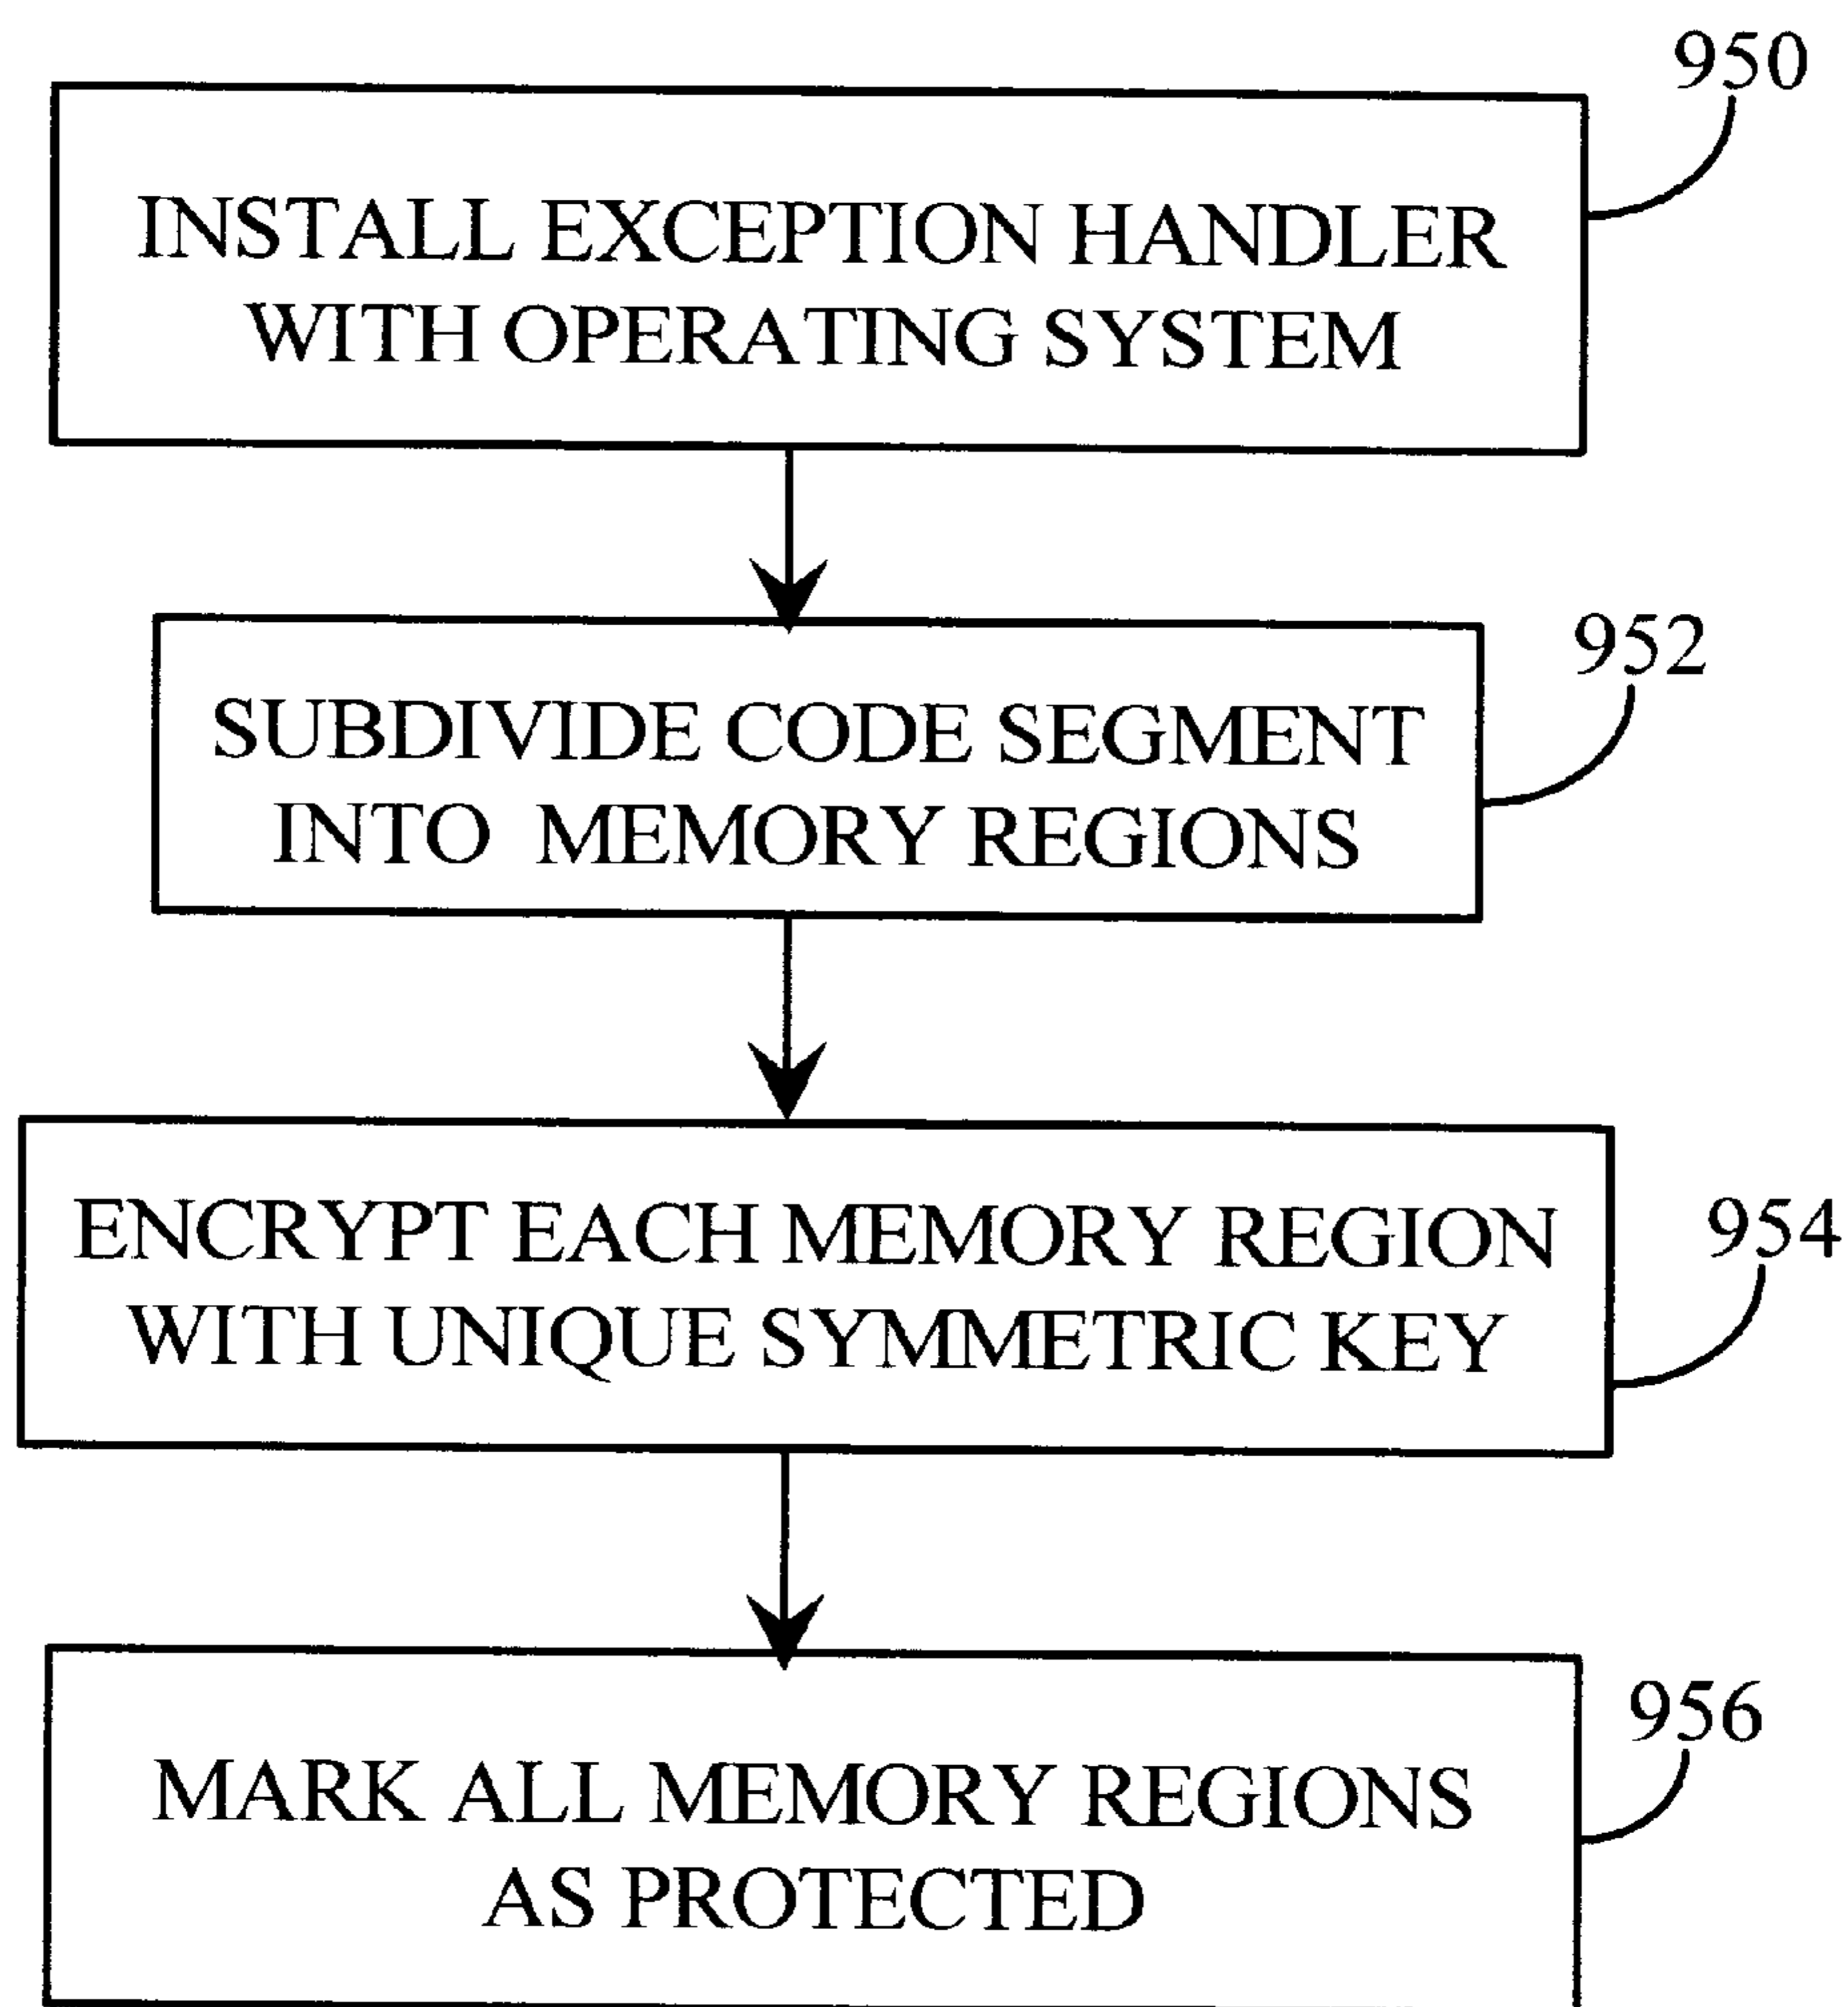 950
INSTALL EXCEPTION HANDLER
WITH OPERATING SYSTEM
952
SUBDIVIDE CODE SEGMENT
INTO MEMORY REGIONS
954
ENCRYPT EACH MEMORY REGION
WITH UNIQUE SYMMETRIC KEY
956
MARK ALL MEMORY REGIONS
AS PROTECTED